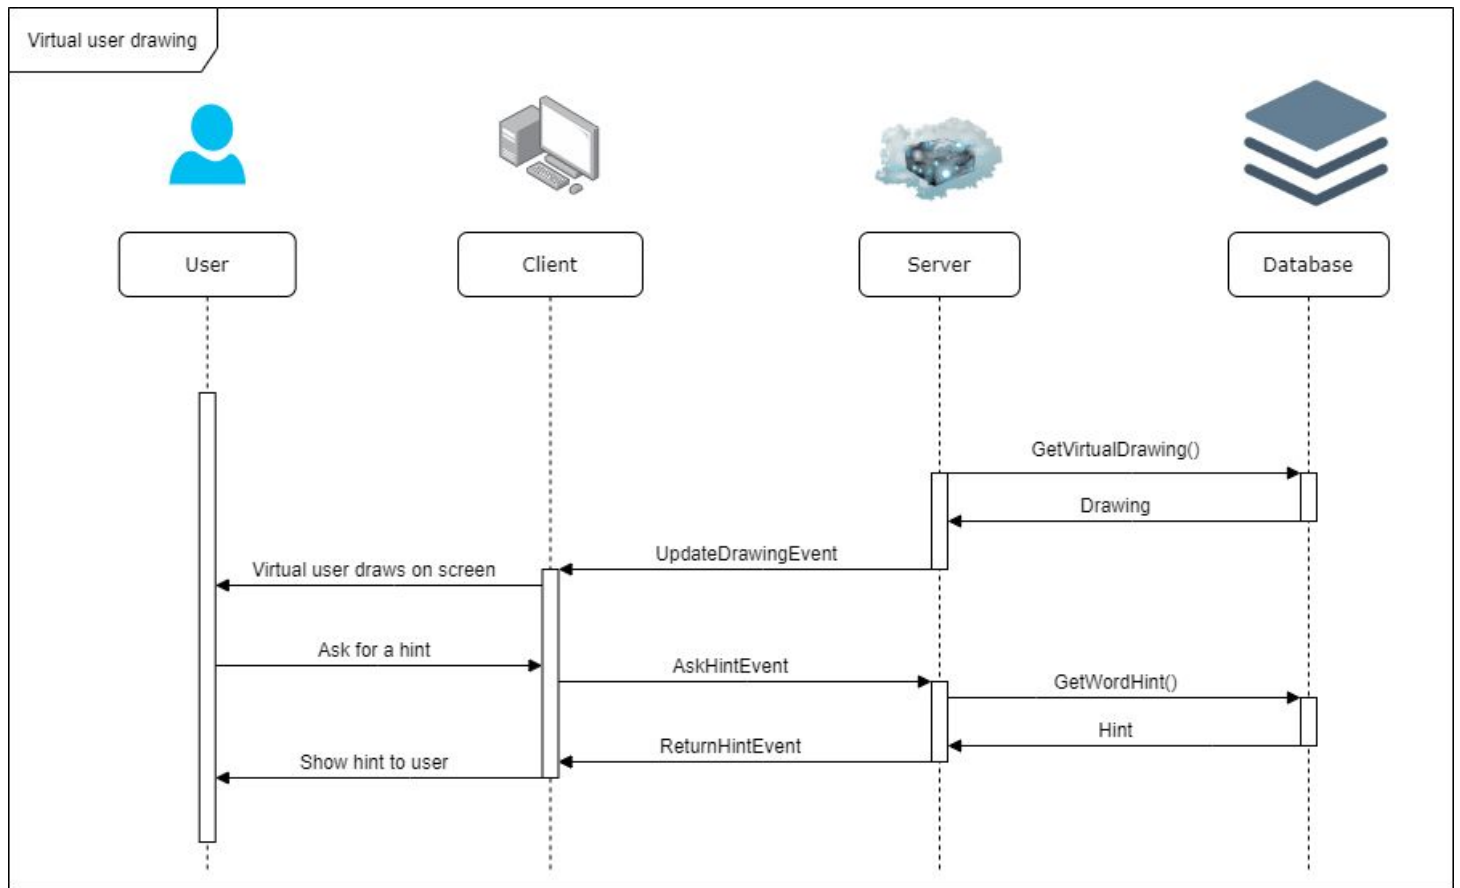 Virtual user drawing
User
Client
Server
Database
GetVirtualDrawing()
Drawing
UpdateDrawingEvent
Virtual user draws on screen
Ask for a hint
AskHintEvent
GetWordHint()
Hint
ReturnHintEvent
Show hint to user